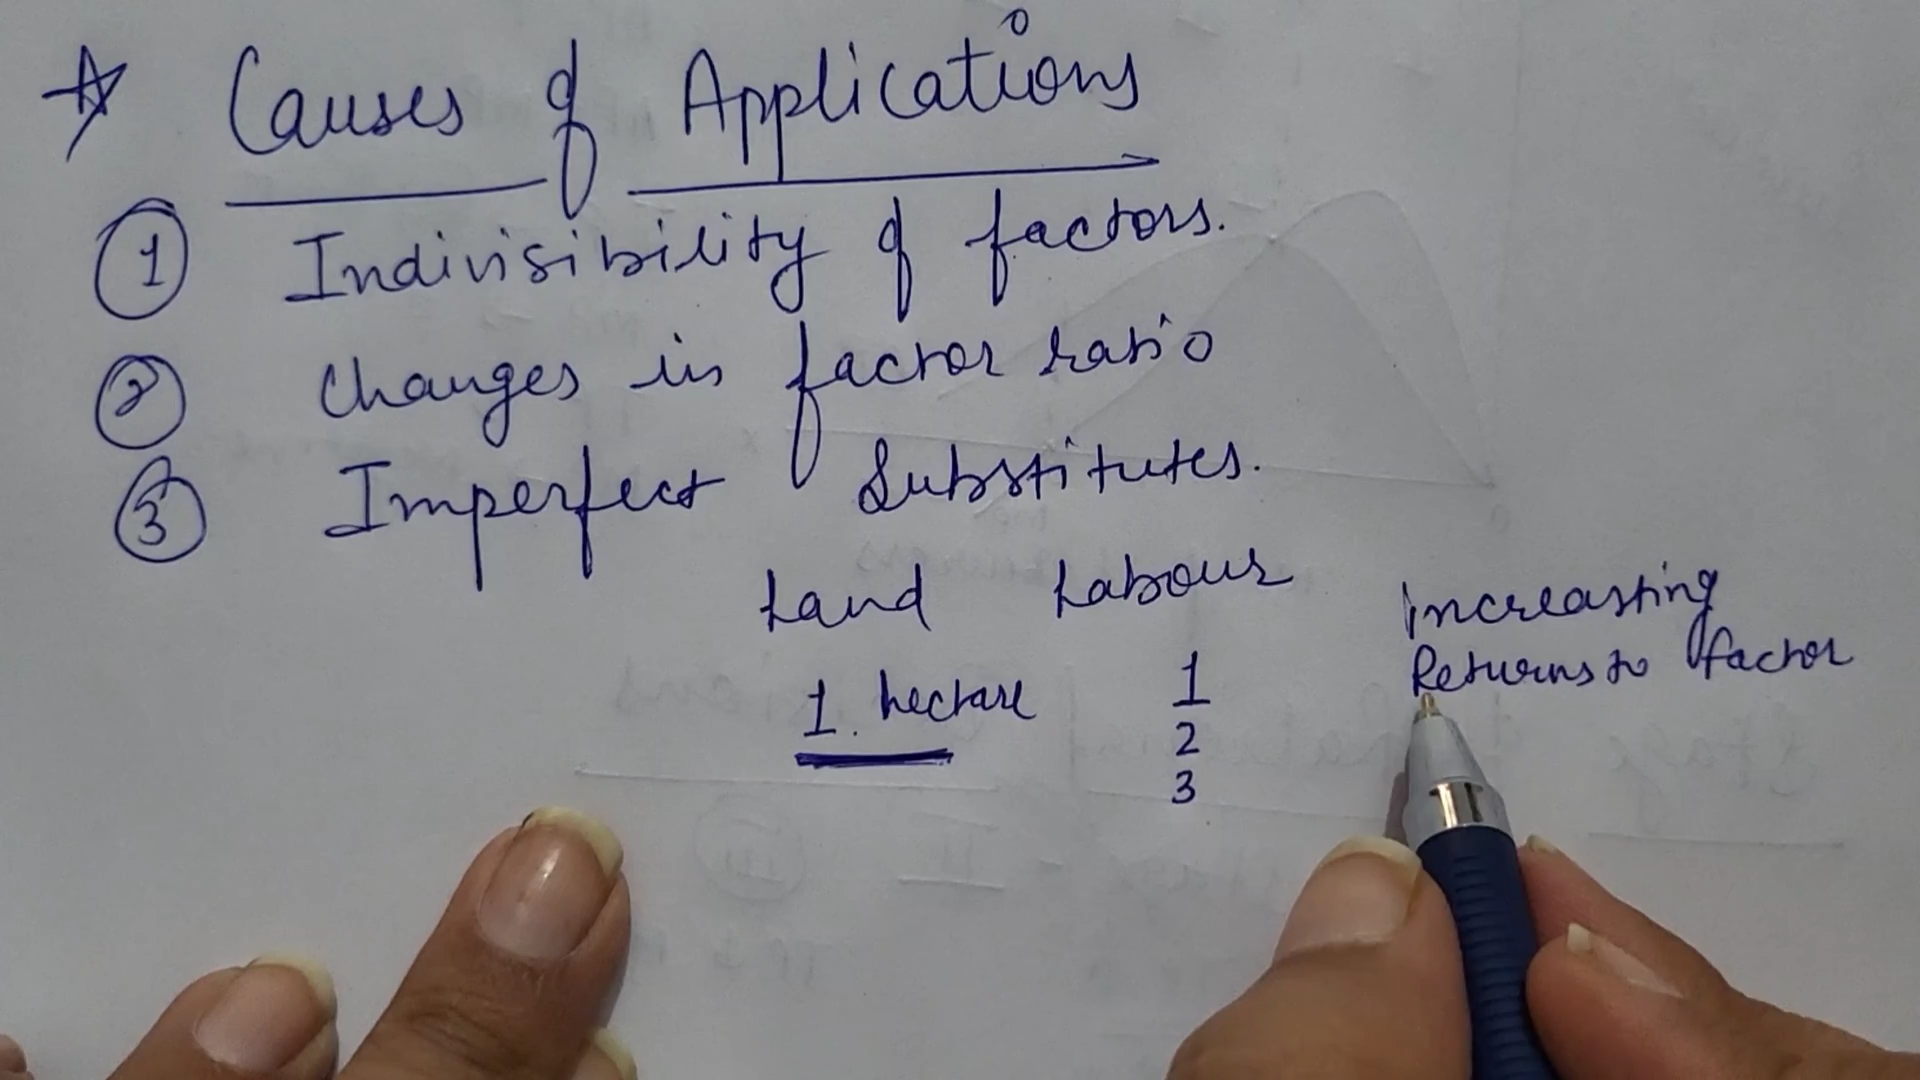 Causes of Applications
1 Indivisibility of factors.
2 Changes in factor ratio
3 Imperfect Substitutes.
Land Labour
1. hectare 1
2
3
increasting
Returns to factor